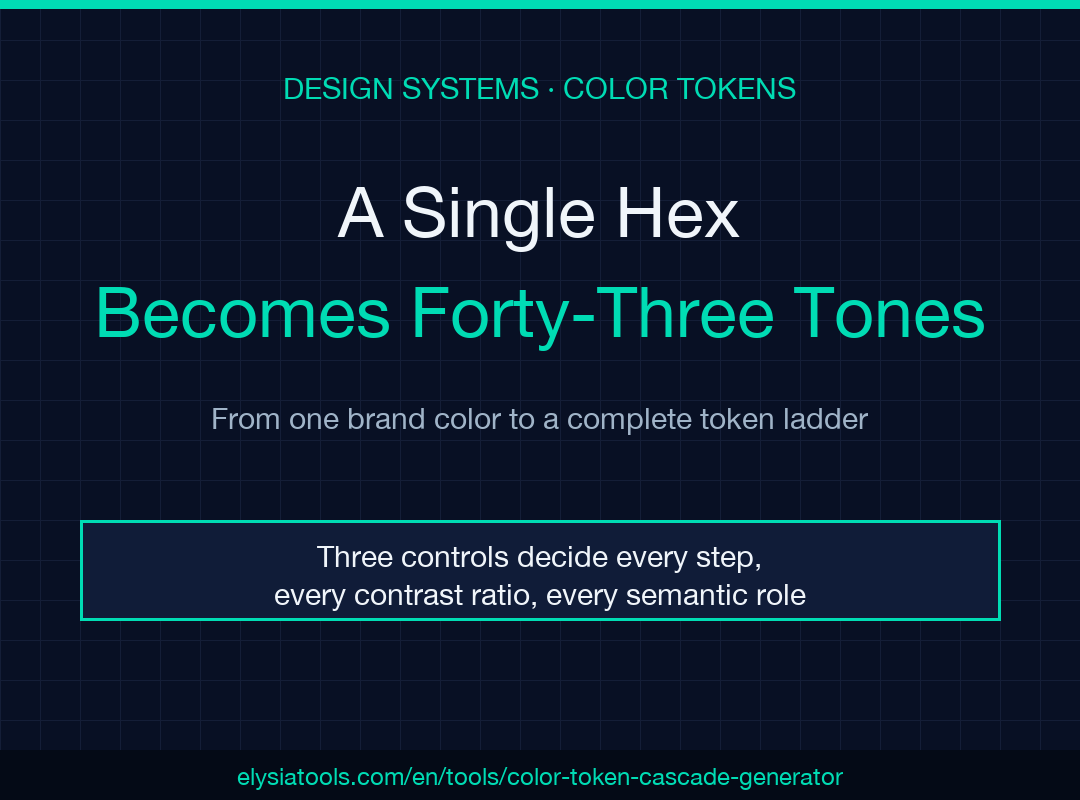 DESIGN SYSTEMS · COLOR TOKENS
A Single Hex
Becomes Forty-Three Tones
From one brand color to a complete token ladder
Three controls decide every step,
every contrast ratio, every semantic role
elysiatools.com/en/tools/color-token-cascade-generator